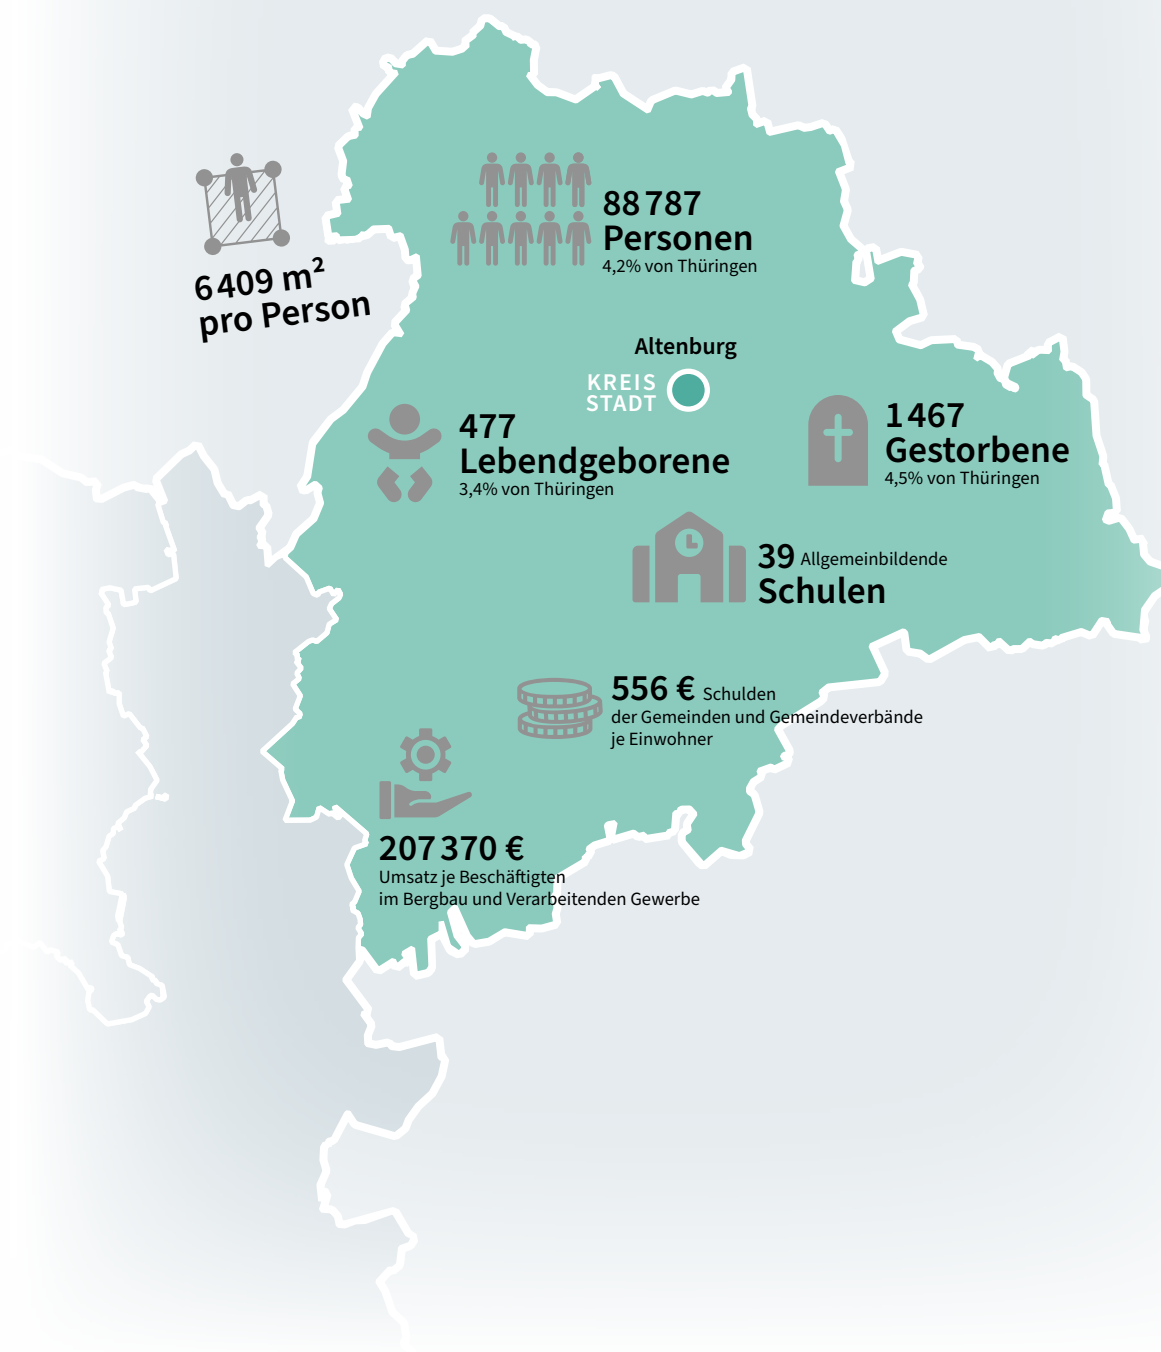 88 787
Personen
4,2% von Thüringen
6 409 m²
pro Person
Altenburg
KREIS
STADT
477
Lebendgeborene
3,4% von Thüringen
1 467
Gestorbene
4,5% von Thüringen
39 Allgemeinbildende
Schulen
556 € Schulden
der Gemeinden und Gemeindeverbände
je Einwohner
207 370 €
Umsatz je Beschäftigten
im Bergbau und Verarbeitenden Gewerbe